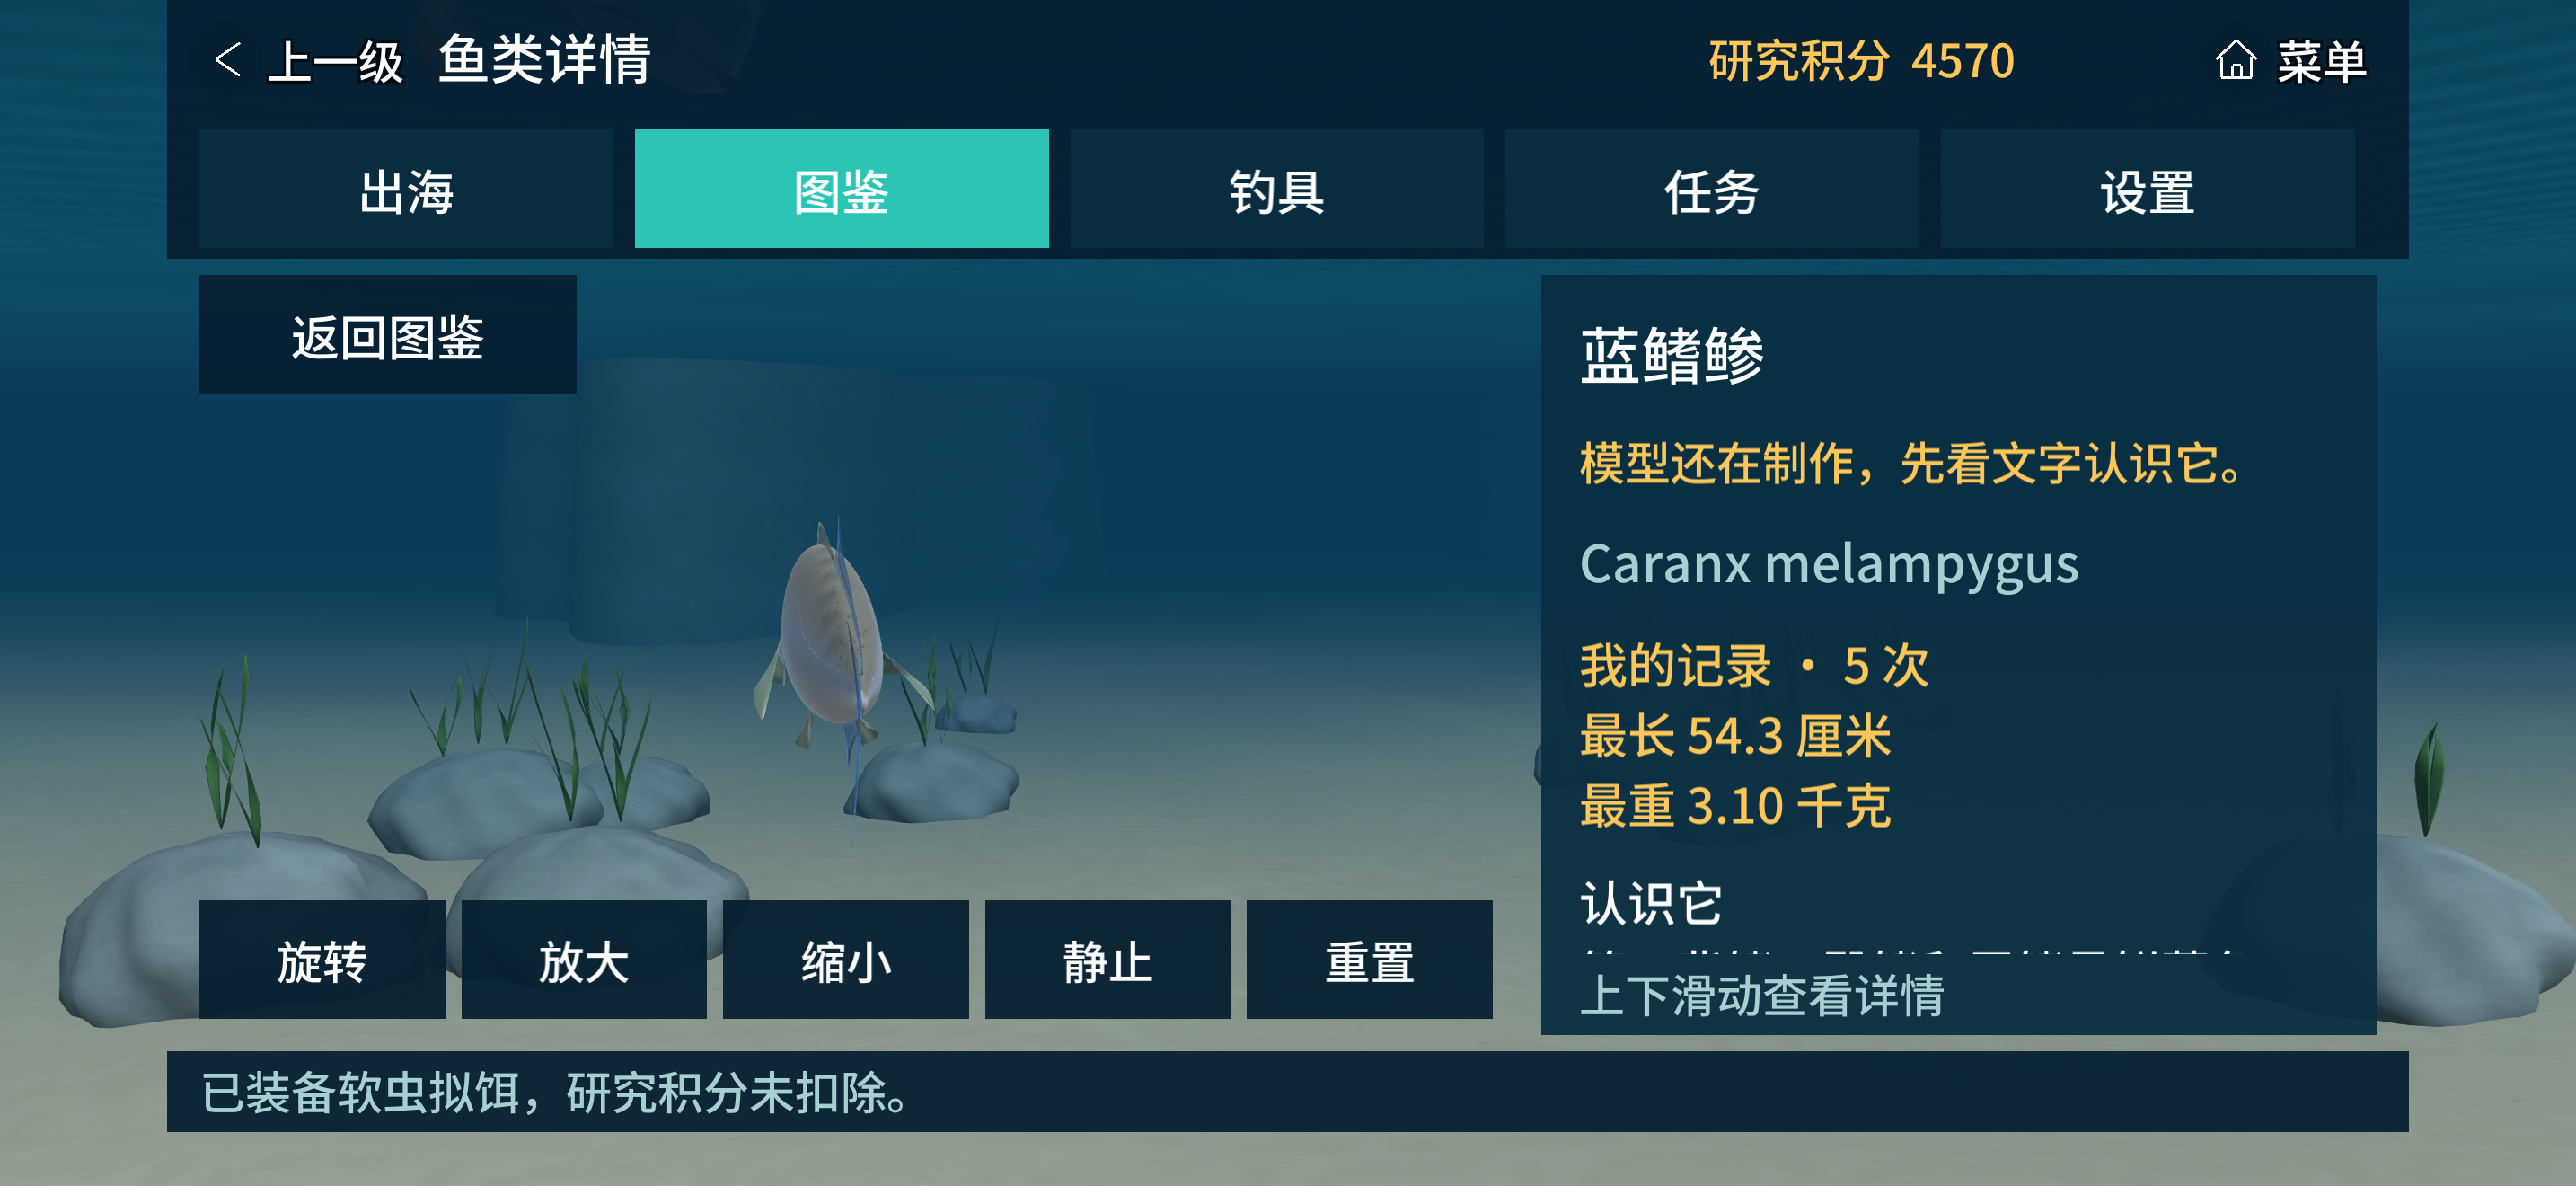 上一级 鱼类详情 研究积分 4570 菜单
出海 图鉴 钓具 任务 设置
返回图鉴
蓝鳍鲹
模型还在制作，先看文字认识它。
Caranx melampygus
我的记录 · 5 次
最长 54.3 厘米
最重 3.10 千克
认识它
上下滑动查看详情
旋转 放大 缩小 静止 重置
已装备软虫拟饵，研究积分未扣除。